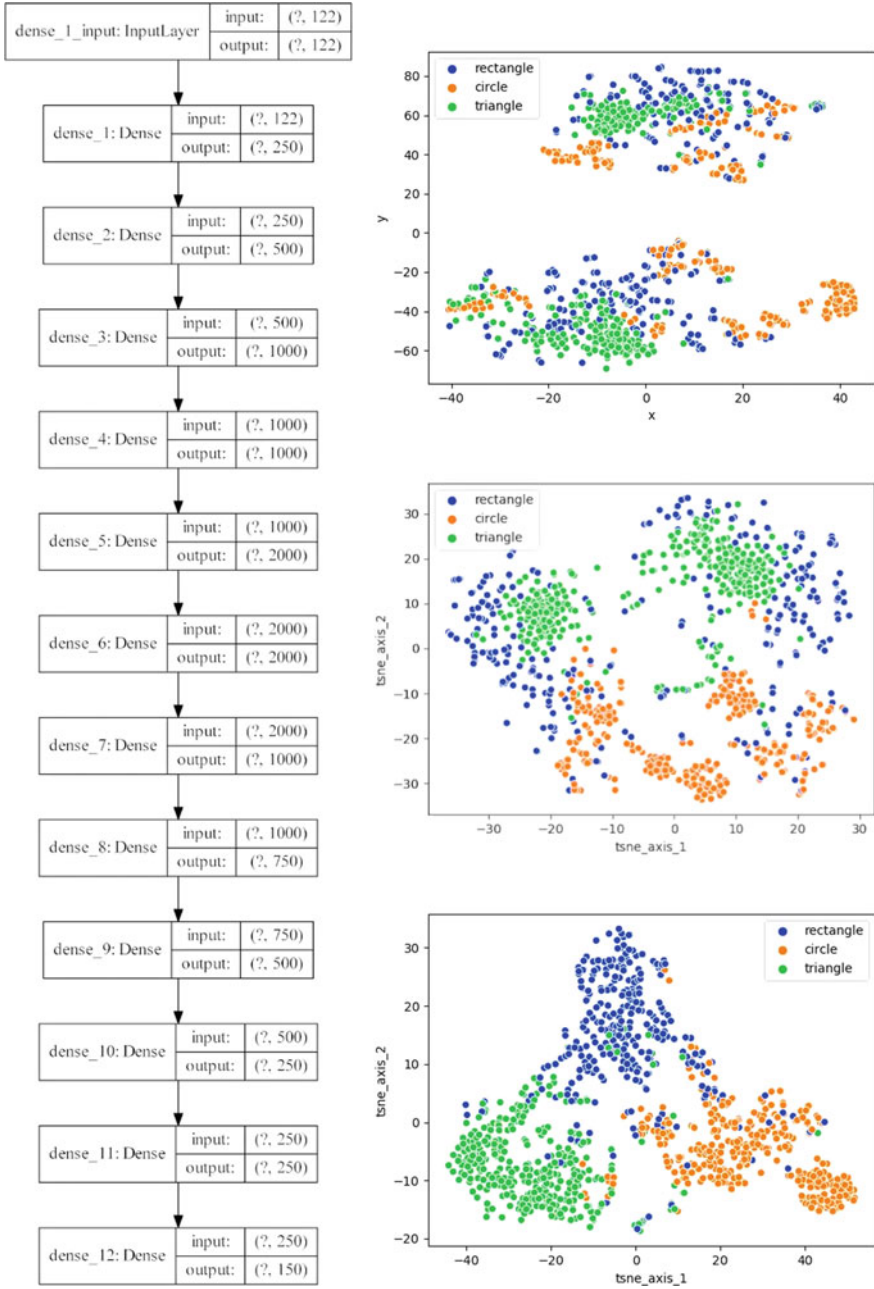 dense_1_input: InputLayer
input: (?, 122)
output: (?, 122)
dense_1: Dense
input: (?, 122)
output: (?, 250)
dense_2: Dense
input: (?, 250)
output: (?, 500)
dense_3: Dense
input: (?, 500)
output: (?, 1000)
dense_4: Dense
input: (?, 1000)
output: (?, 1000)
dense_5: Dense
input: (?, 1000)
output: (?, 2000)
dense_6: Dense
input: (?, 2000)
output: (?, 2000)
dense_7: Dense
input: (?, 2000)
output: (?, 1000)
dense_8: Dense
input: (?, 1000)
output: (?, 750)
dense_9: Dense
input: (?, 750)
output: (?, 500)
dense_10: Dense
input: (?, 500)
output: (?, 250)
dense_11: Dense
input: (?, 250)
output: (?, 250)
dense_12: Dense
input: (?, 250)
output: (?, 150)
rectangle
circle
triangle
80
60
40
20
0
−20
−40
−60
y
−40 −20 0 20 40
x
rectangle
circle
triangle
30
20
10
0
−10
−20
−30
tsne_axis_2
−30 −20 −10 0 10 20 30
tsne_axis_1
rectangle
circle
triangle
30
20
10
0
−10
−20
tsne_axis_2
−40 −20 0 20 40
tsne_axis_1